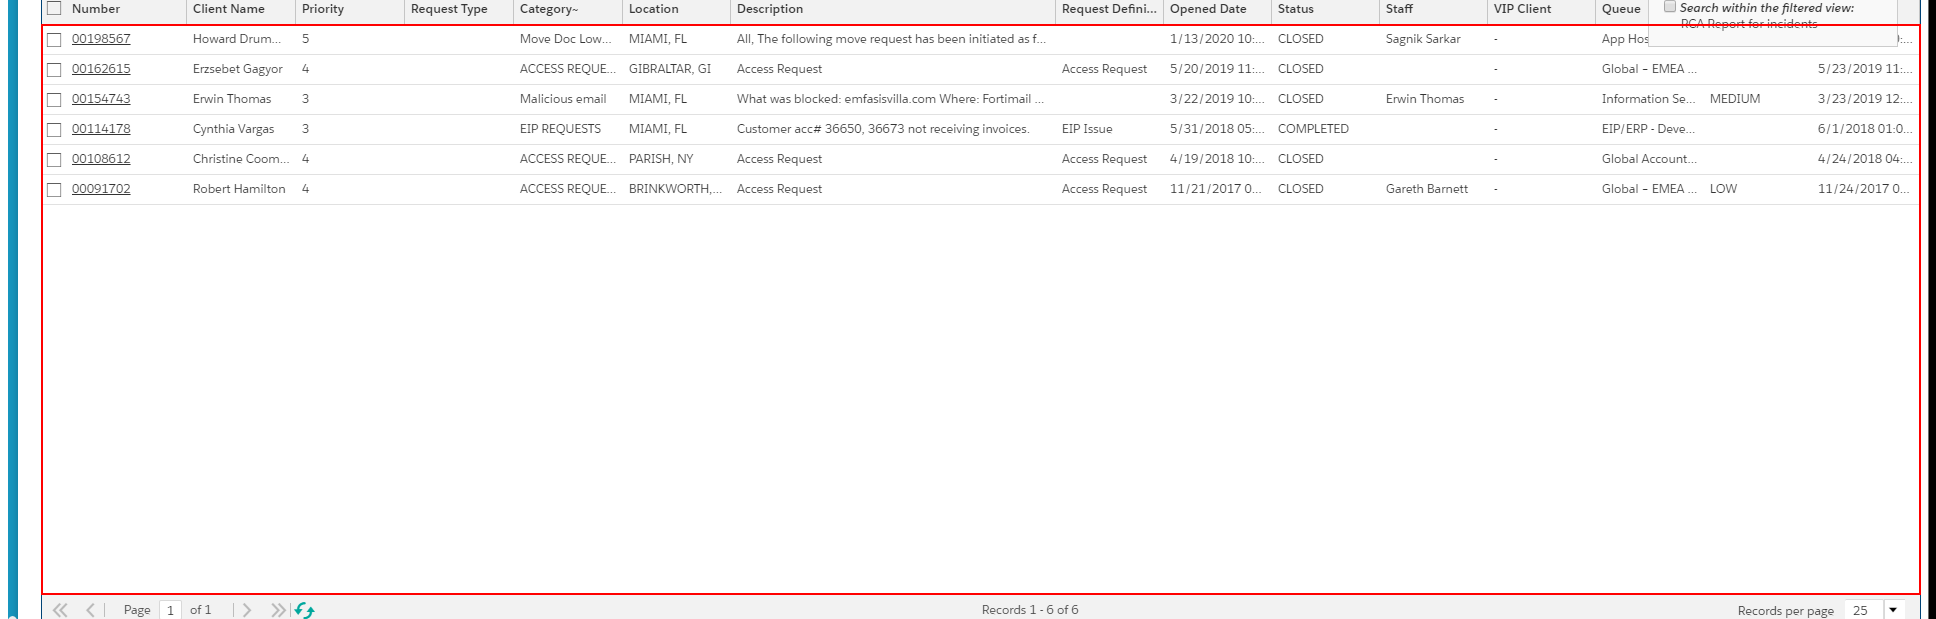 Number Client Name Priority Request Type Category~ Location Description Request Defini... Opened Date Status Staff VIP Client Queue Search within the filtered view:
RCA Report for incidents
00198567 Howard Drum... 5 Move Doc Low... MIAMI, FL All, The following move request has been initiated as f... 1/13/2020 10:... CLOSED Sagnik Sarkar - App Hos
00162615 Erzsebet Gagyor 4 ACCESS REQUE... GIBRALTAR, GI Access Request Access Request 5/20/2019 11:... CLOSED - Global – EMEA ... 5/23/2019 11:...
00154743 Erwin Thomas 3 Malicious email MIAMI, FL What was blocked: emfasisvilla.com Where: Fortimail ... 3/22/2019 10:... CLOSED Erwin Thomas - Information Se... MEDIUM 3/23/2019 12:...
00114178 Cynthia Vargas 3 EIP REQUESTS MIAMI, FL Customer acc# 36650, 36673 not receiving invoices. EIP Issue 5/31/2018 05:... COMPLETED - EIP/ERP - Deve... 6/1/2018 01:0...
00108612 Christine Coom... 4 ACCESS REQUE... PARISH, NY Access Request Access Request 4/19/2018 10:... CLOSED - Global Account... 4/24/2018 04:...
00091702 Robert Hamilton 4 ACCESS REQUE... BRINKWORTH,... Access Request Access Request 11/21/2017 0... CLOSED Gareth Barnett - Global – EMEA ... LOW 11/24/2017 0...
Page 1 of 1 Records 1 - 6 of 6 Records per page 25